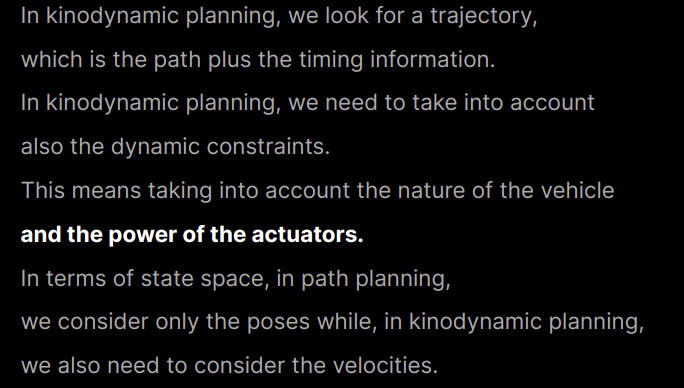 In kinodynamic planning, we look for a trajectory,
which is the path plus the timing information.
In kinodynamic planning, we need to take into account
also the dynamic constraints.
This means taking into account the nature of the vehicle
and the power of the actuators.
In terms of state space, in path planning,
we consider only the poses while, in kinodynamic planning,
we also need to consider the velocities.